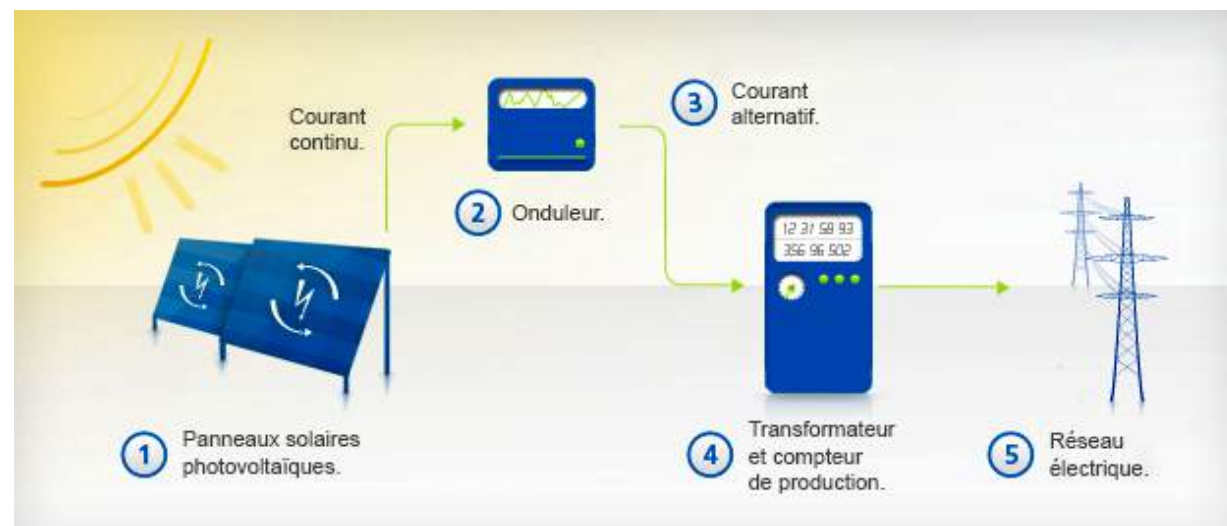 Courant
continu.
3
Courant
alternatif.
2
Onduleur.
12 31 58 93
356 96 502
1
Panneaux solaires
photovoltaïques.
4
Transformateur
et compteur
de production.
5
Réseau
électrique.